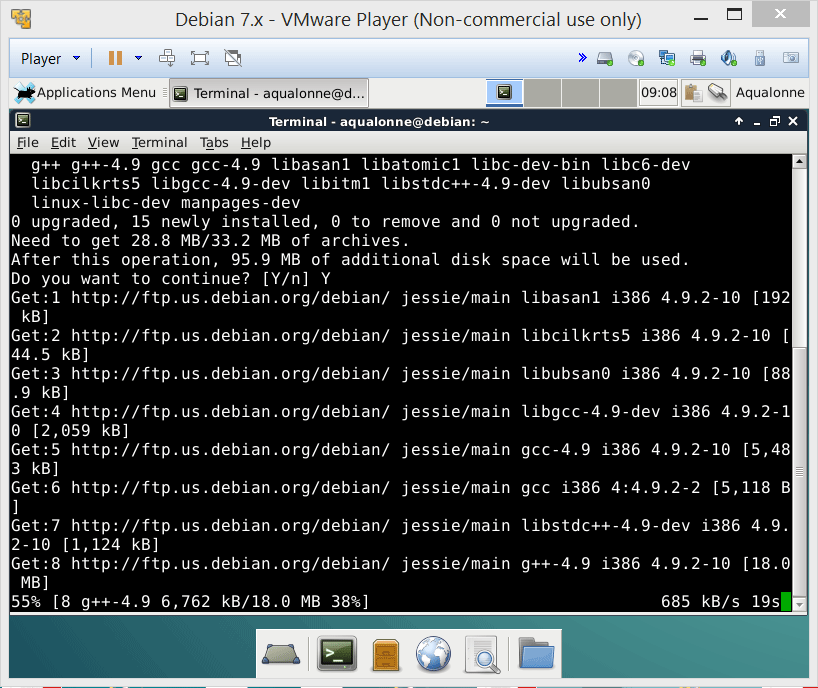 Debian 7.x - VMware Player (Non-commercial use only)
Player
Applications Menu
Terminal - aqualonne@d...
09:08
Aqualonne
Terminal - aqualonne@debian: ~
File Edit View Terminal Tabs Help
g++ g++-4.9 gcc gcc-4.9 libasan1 libatomic1 libc-dev-bin libc6-dev
libcilkrts5 libgcc-4.9-dev libitm1 libstdc++-4.9-dev libubsan0
linux-libc-dev manpages-dev
0 upgraded, 15 newly installed, 0 to remove and 0 not upgraded.
Need to get 28.8 MB/33.2 MB of archives.
After this operation, 95.9 MB of additional disk space will be used.
Do you want to continue? [Y/n] Y
Get:1 http://ftp.us.debian.org/debian/ jessie/main libasan1 i386 4.9.2-10 [192
kB]
Get:2 http://ftp.us.debian.org/debian/ jessie/main libcilkrts5 i386 4.9.2-10 [
44.5 kB]
Get:3 http://ftp.us.debian.org/debian/ jessie/main libubsan0 i386 4.9.2-10 [88
.9 kB]
Get:4 http://ftp.us.debian.org/debian/ jessie/main libgcc-4.9-dev i386 4.9.2-1
0 [2,059 kB]
Get:5 http://ftp.us.debian.org/debian/ jessie/main gcc-4.9 i386 4.9.2-10 [5,48
3 kB]
Get:6 http://ftp.us.debian.org/debian/ jessie/main gcc i386 4:4.9.2-2 [5,118 B
]
Get:7 http://ftp.us.debian.org/debian/ jessie/main libstdc++-4.9-dev i386 4.9.
2-10 [1,124 kB]
Get:8 http://ftp.us.debian.org/debian/ jessie/main g++-4.9 i386 4.9.2-10 [18.0
MB]
55% [8 g++-4.9 6,762 kB/18.0 MB 38%] 685 kB/s 19s